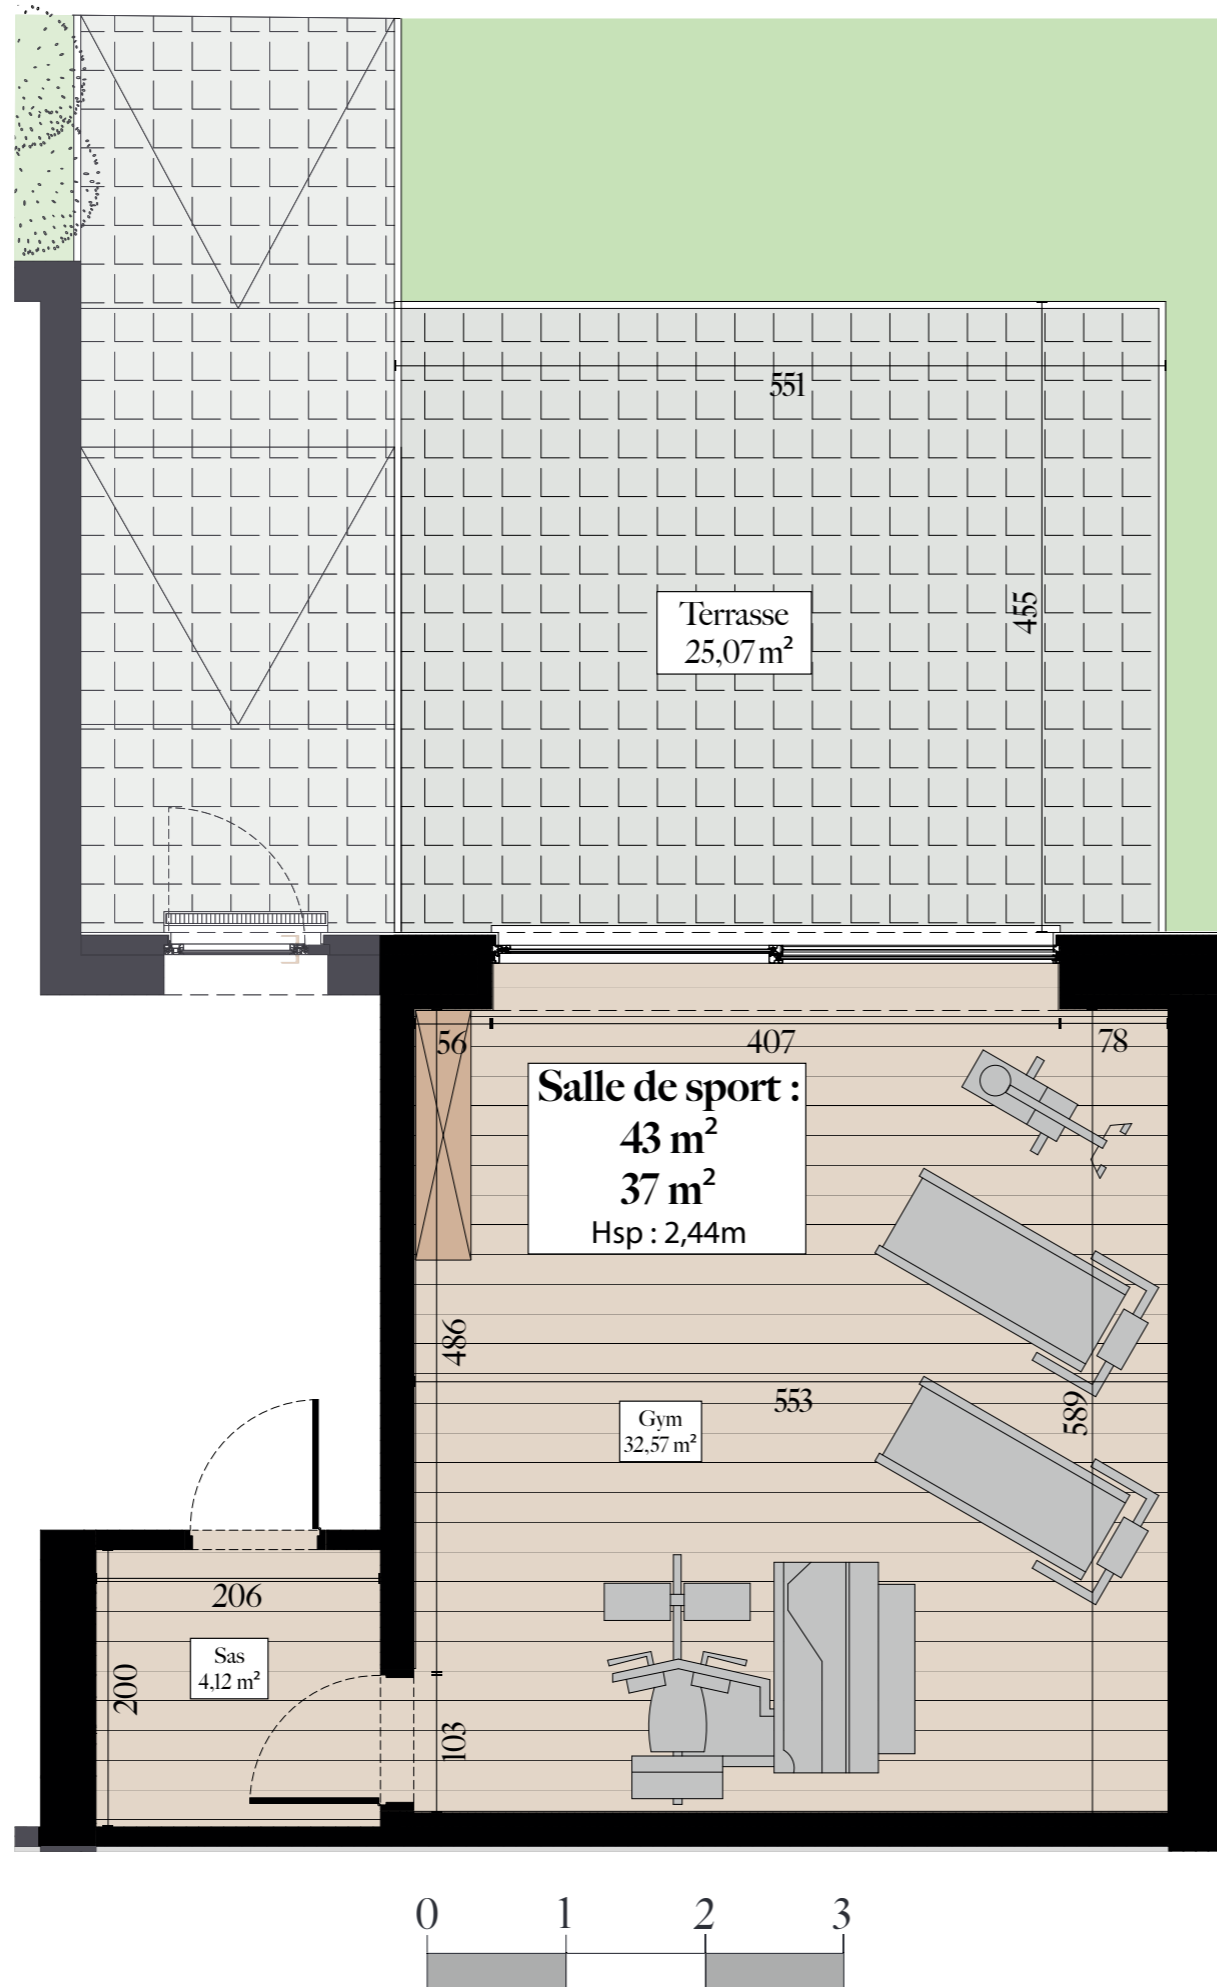 551
Terrasse
25,07 m²
455
56
407
78
Salle de sport :
43 m²
37 m²
Hsp : 2,44m
486
553
589
Gym
32,57 m²
206
Sas
4,12 m²
200
103
0 1 2 3